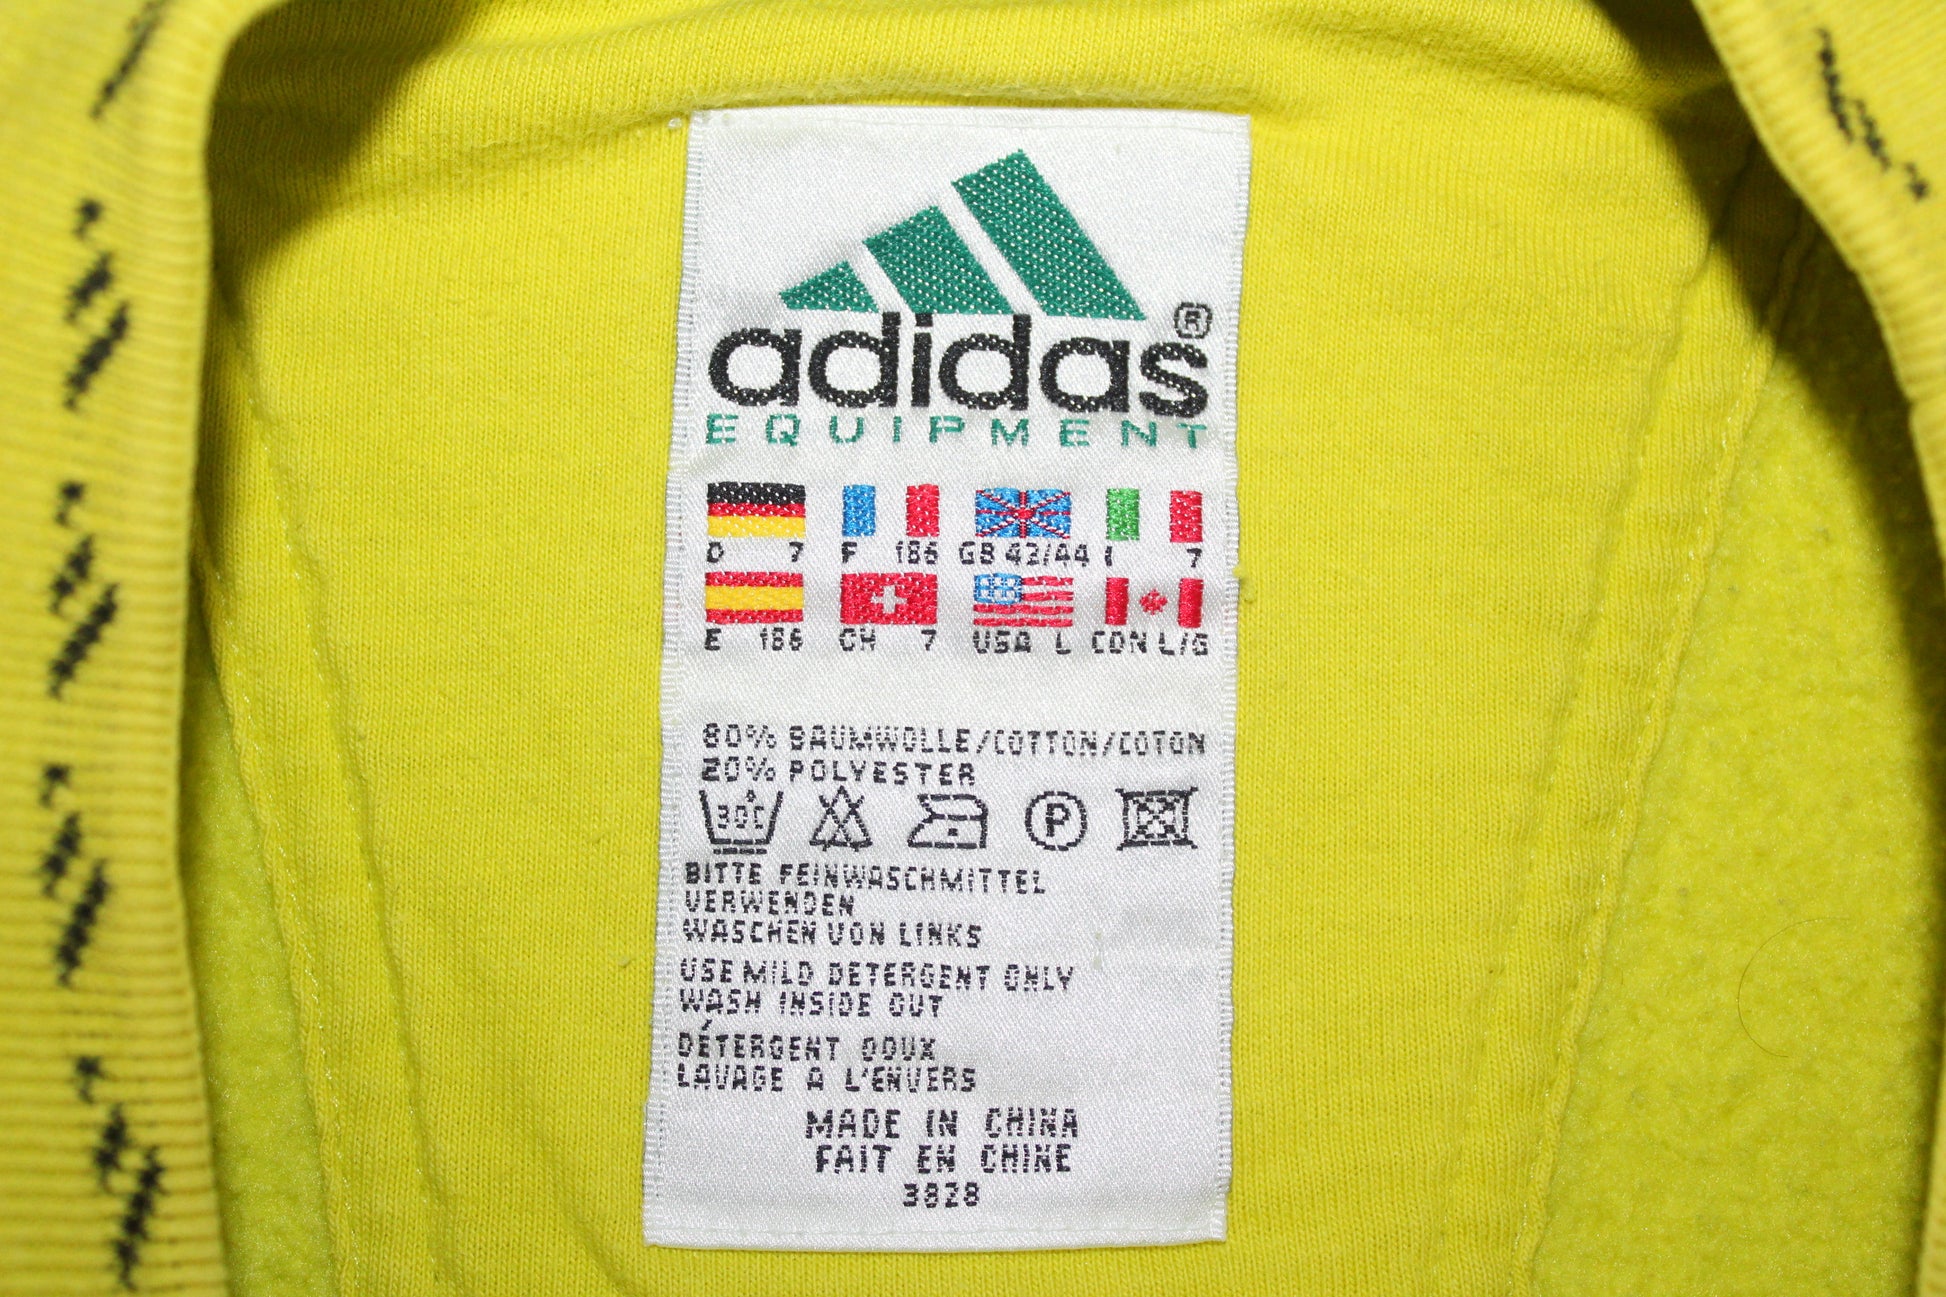 adidas®
EQUIPMENT
D 7 F 186 GB 42/44 I 7
E 186 CH 7 USA L CDN L/G
80% BAUMWOLLE/COTTON/COTON
20% POLYESTER
30C P
BITTE FEINWASCHMITTEL
VERWENDEN
WASCHEN VON LINKS
USE MILD DETERGENT ONLY
WASH INSIDE OUT
DÉTERGENT DOUX
LAVAGE A L'ENVERS
MADE IN CHINA
FAIT EN CHINE
3828